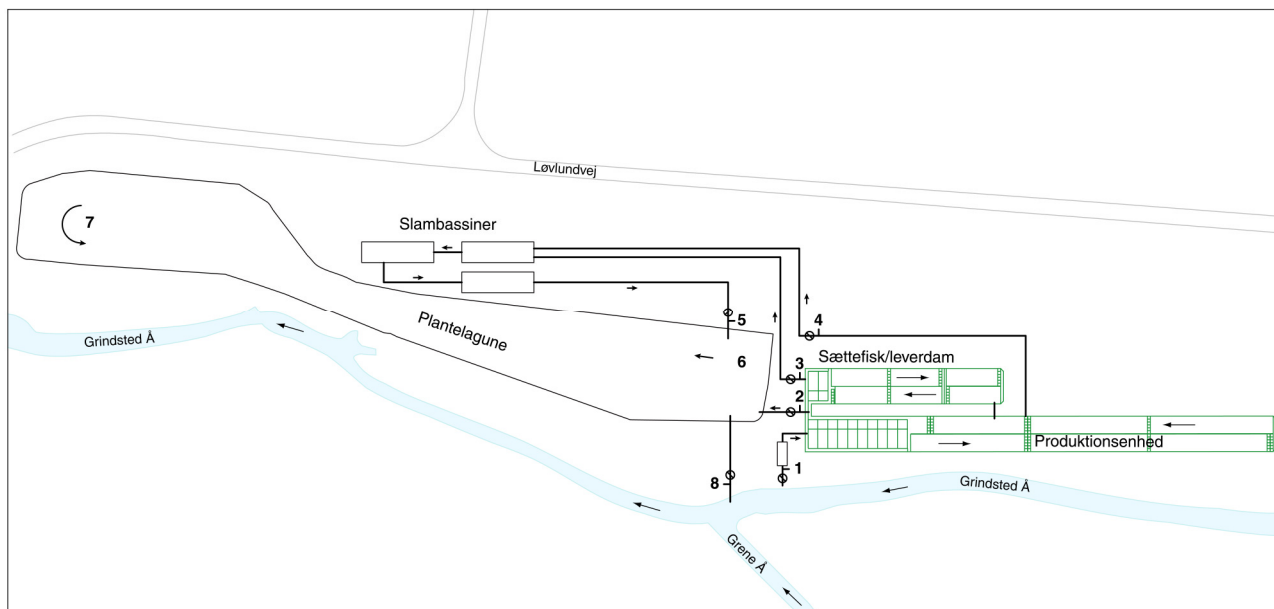 Løvlundvej
7
Slambassiner
Grindsted Å
Plantelagune
5
6
4
Sættefisk/leverdam
3
2
Produktionsenhed
1
8
Grindsted Å
Grene Å